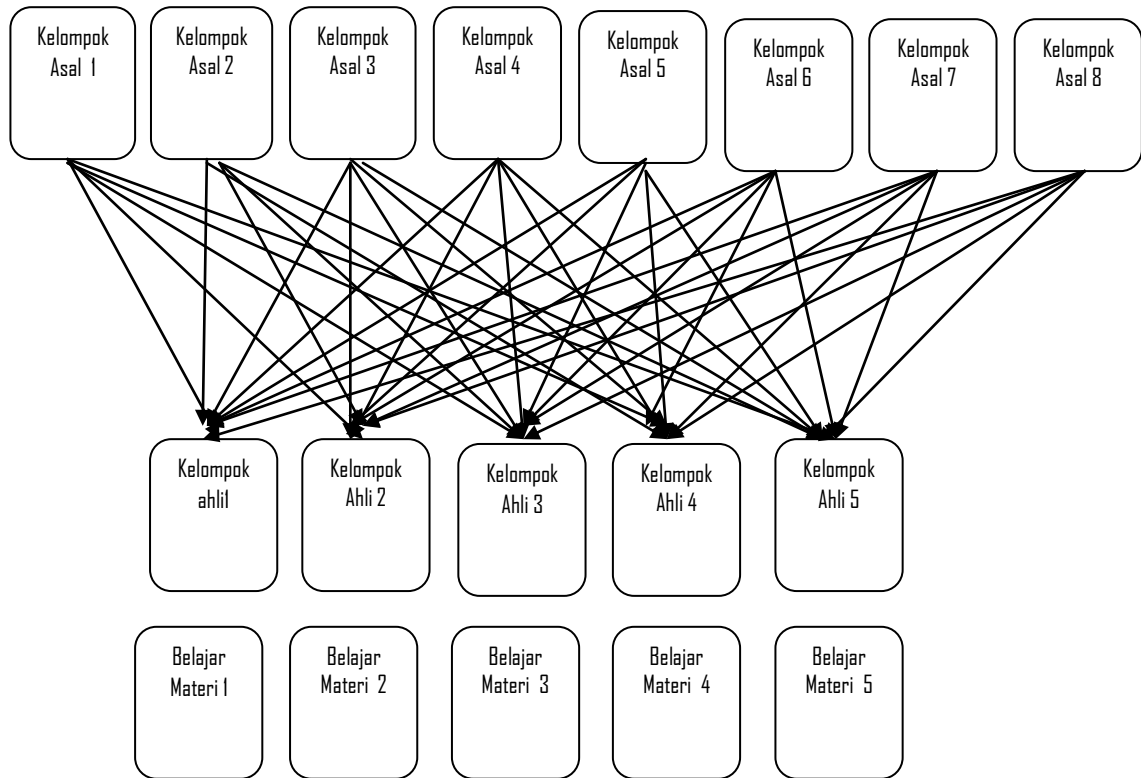 Kelompok
Asal 1
Kelompok
Asal 2
Kelompok
Asal 3
Kelompok
Asal 4
Kelompok
Asal 5
Kelompok
Asal 6
Kelompok
Asal 7
Kelompok
Asal 8
Kelompok
ahli1
Kelompok
Ahli 2
Kelompok
Ahli 3
Kelompok
Ahli 4
Kelompok
Ahli 5
Belajar
Materi 1
Belajar
Materi 2
Belajar
Materi 3
Belajar
Materi 4
Belajar
Materi 5